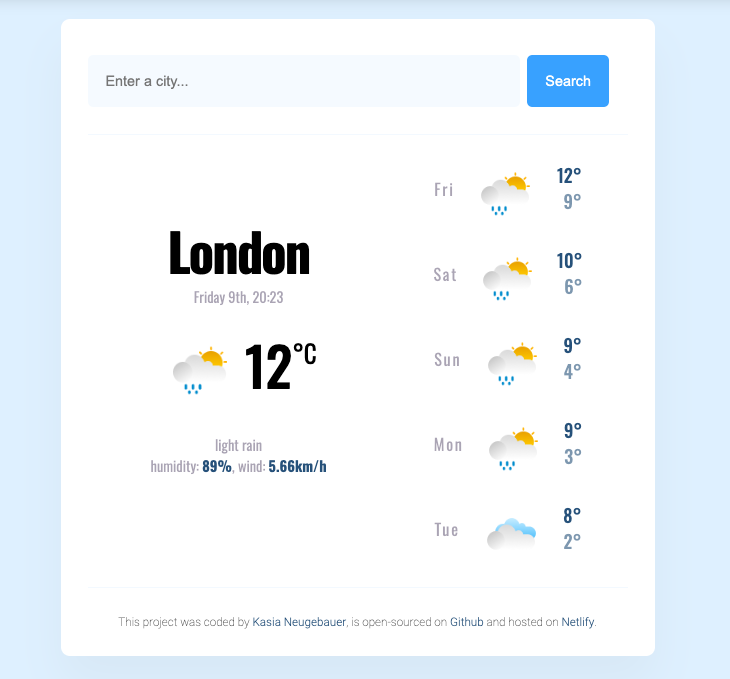 Enter a city...
Search
London
Friday 9th, 20:23
12°C
light rain
humidity: 89%, wind: 5.66km/h
Fri 12° 9°
Sat 10° 6°
Sun 9° 4°
Mon 9° 3°
Tue 8° 2°
This project was coded by Kasia Neugebauer, is open-sourced on Github and hosted on Netlify.